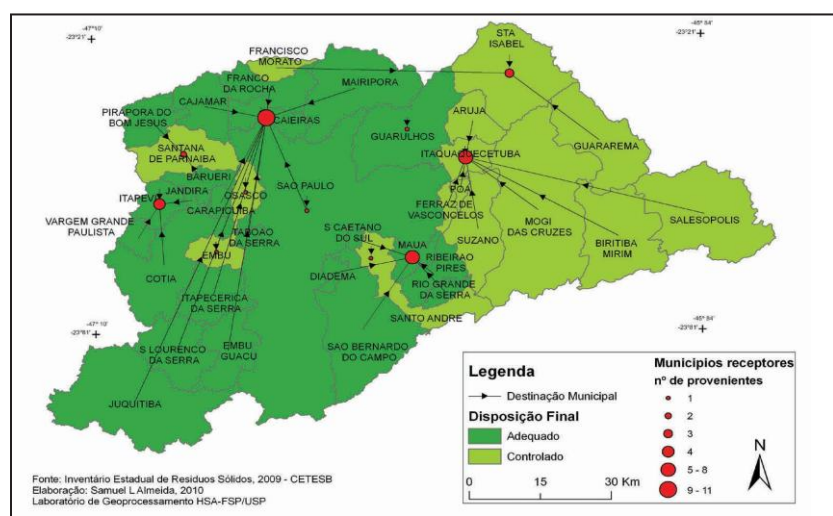 -47°10'
-23°21'
-45° 84'
-23°21'
FRANCISCO
MORATO
STA
ISABEL
FRANCO
DA ROCHA
MAIRIPORA
CAJAMAR
CAIEIRAS
PIRAPORA DO
BOM JESUS
GUARULHOS
ARUJA
GUARAREMA
SANTANA
DE PARNAIBA
ITAQUAQUECETUBA
BARUERI
JANDIRA
OSASCO
SAO PAULO
POA
ITAPEVI
CARAPICUIBA
FERRAZ DE
VASCONCELOS
MOGI
DAS CRUZES
SALESOPOLIS
VARGEM GRANDE
PAULISTA
TABOAO
DA SERRA
S CAETANO
DO SUL
MAUA
SUZANO
BIRITIBA
MIRIM
EMBU
RIBEIRAO
PIRES
COTIA
DIADEMA
RIO GRANDE
DA SERRA
ITAPECERICA
DA SERRA
SANTO ANDRE
-47° 10'
-23°81'
-45° 84'
-23°81'
S LOURENCO
DA SERRA
EMBU
GUACU
SAO BERNARDO
DO CAMPO
JUQUITIBA
Legenda
Destinação Municipal
Disposição Final
Adequado
Controlado
0 15 30 Km
Municipios receptores
nº de provenientes
1
2
3
4
5 - 8
9 - 11
N
Fonte: Inventário Estadual de Residuos Sólidos, 2009 - CETESB
Elaboração: Samuel L Almeida, 2010
Laboratório de Geoprocessamento HSA-FSP/USP